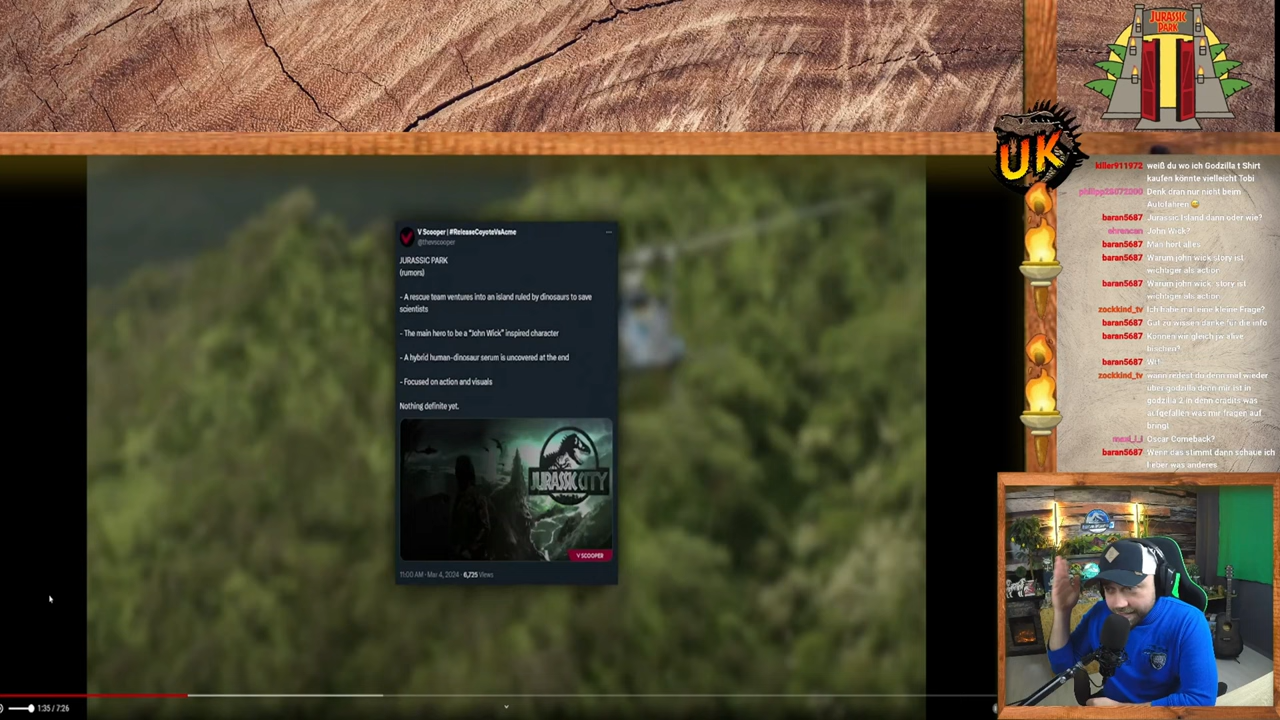 JURASSIC
PARK
UK
V Scooper | #ReleaseCoyoteVsAcme
@thevscooper
JURASSIC PARK
(rumors)
- A rescue team ventures into an island ruled by dinosaurs to save
scientists
- The main hero to be a "John Wick" inspired character
- A hybrid human-dinosaur serum is uncovered at the end
- Focused on action and visuals
Nothing definite yet.
JURASSIC CITY
V SCOOPER
11:00 AM · Mar 4, 2024 · 6,725 Views
1:35 / 7:26
killer911972 weiß du wo ich Godzilla t Shirt
kaufen könnte vielleicht Tobi
Denk dran nur nicht beim
Autofahren
baran5687 Jurassic Island dann oder wie?
John Wick?
baran5687 Man hört alles
baran5687 Warum john wick story ist
wichtiger als action
baran5687 Warum john wick story ist
wichtiger als action
zockkind_tv Ich habe mal eine kleine Frage?
baran5687 Gut zu wissen danke für die info
baran5687 Können wir gleich
bisschen?
baran5687 Wtf
zockkind_tv wann redest du denn mal wieder
über godzilla denn mir ist in
godzilla 2 in denn credits was
aufgefallen was mir fragen auf
bringt
Oscar Comeback?
baran5687 Wenn das stimmt dann schaue ich
lieber was anderes